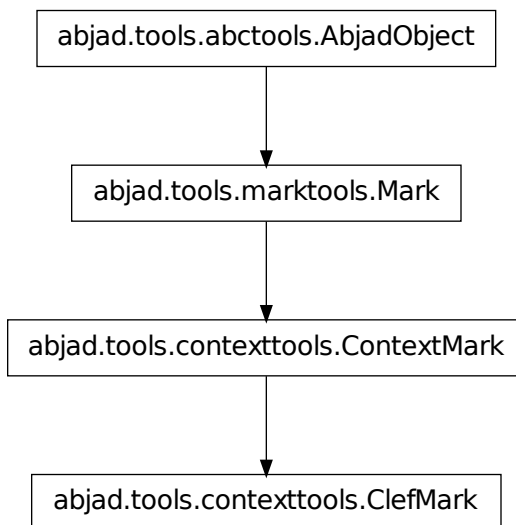 abjad.tools.abctools.AbjadObject
abjad.tools.marktools.Mark
abjad.tools.contexttools.ContextMark
abjad.tools.contexttools.ClefMark